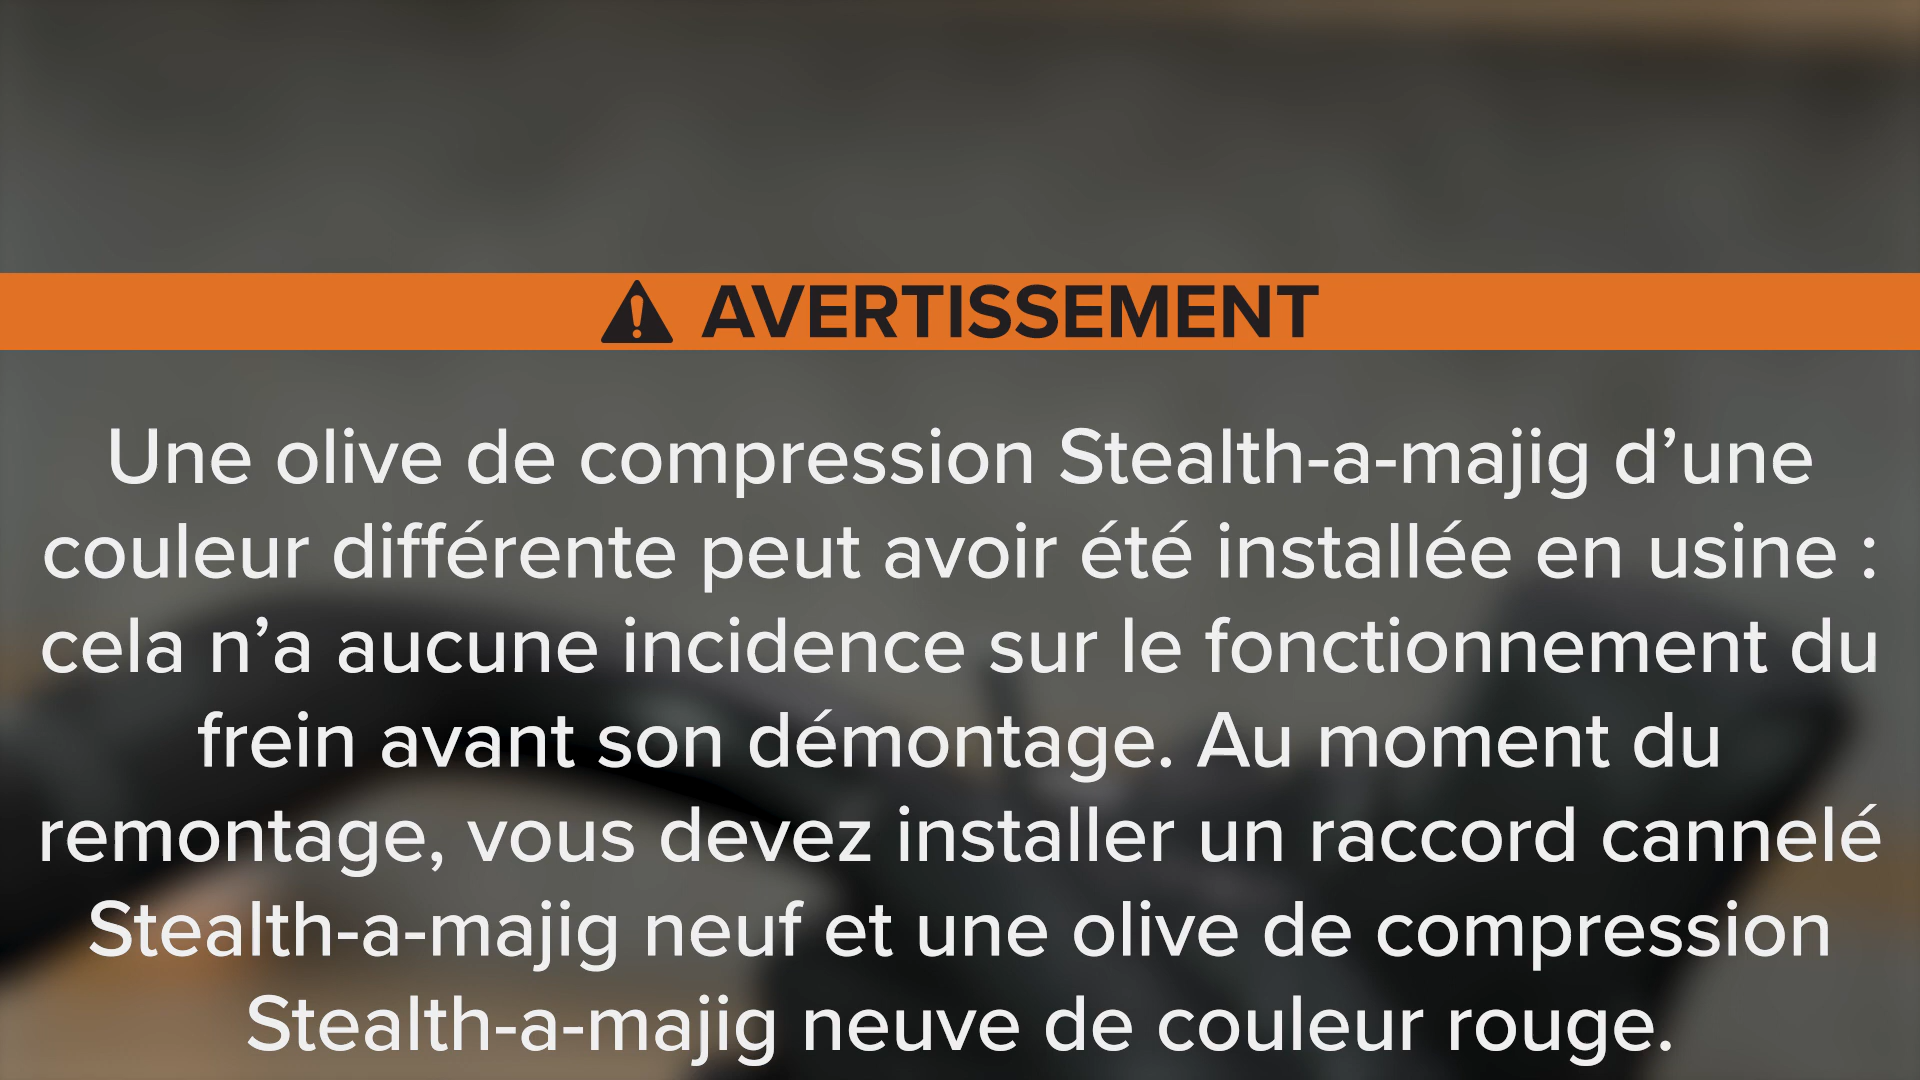 AVERTISSEMENT
Une olive de compression Stealth-a-majig d’une
couleur différente peut avoir été installée en usine :
cela n’a aucune incidence sur le fonctionnement du
frein avant son démontage. Au moment du
remontage, vous devez installer un raccord cannelé
Stealth-a-majig neuf et une olive de compression
Stealth-a-majig neuve de couleur rouge.